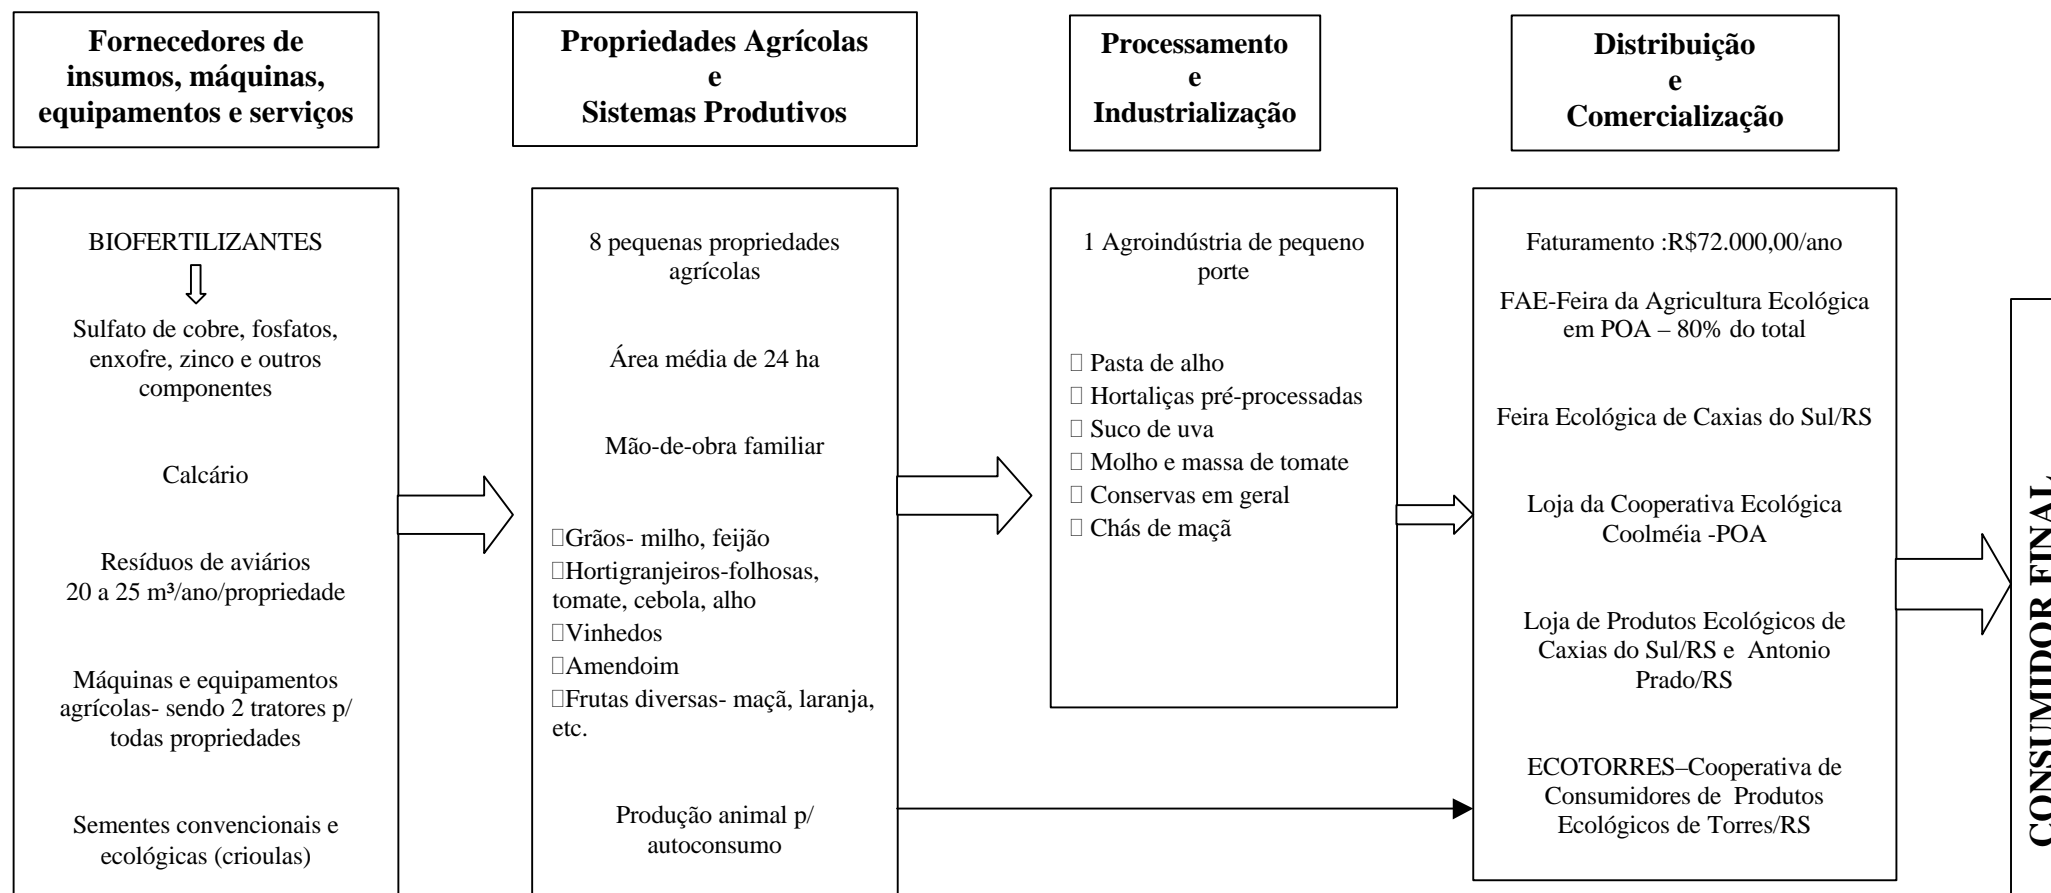 Fornecedores de
insumos, máquinas,
equipamentos e serviços
Propriedades Agrícolas
e
Sistemas Produtivos
Processamento
e
Industrialização
Distribuição
e
Comercialização
BIOFERTILIZANTES
Sulfato de cobre, fosfatos,
enxofre, zinco e outros
componentes
Calcário
Resíduos de aviários
20 a 25 m³/ano/propriedade
Máquinas e equipamentos
agrícolas- sendo 2 tratores p/
todas propriedades
Sementes convencionais e
ecológicas (crioulas)
8 pequenas propriedades
agrícolas
Área média de 24 ha
Mão-de-obra familiar
Grãos- milho, feijão
Hortigranjeiros-folhosas,
tomate, cebola, alho
Vinhedos
Amendoim
Frutas diversas- maçã, laranja,
etc.
Produção animal p/
autoconsumo
1 Agroindústria de pequeno
porte
Pasta de alho
Hortaliças pré-processadas
Suco de uva
Molho e massa de tomate
Conservas em geral
Chás de maçã
Faturamento :R$72.000,00/ano
FAE-Feira da Agricultura Ecológica
em POA – 80% do total
Feira Ecológica de Caxias do Sul/RS
Loja da Cooperativa Ecológica
Coolméia -POA
Loja de Produtos Ecológicos de
Caxias do Sul/RS e Antonio
Prado/RS
ECOTORRES–Cooperativa de
Consumidores de Produtos
Ecológicos de Torres/RS
CONSUMIDOR FINAL